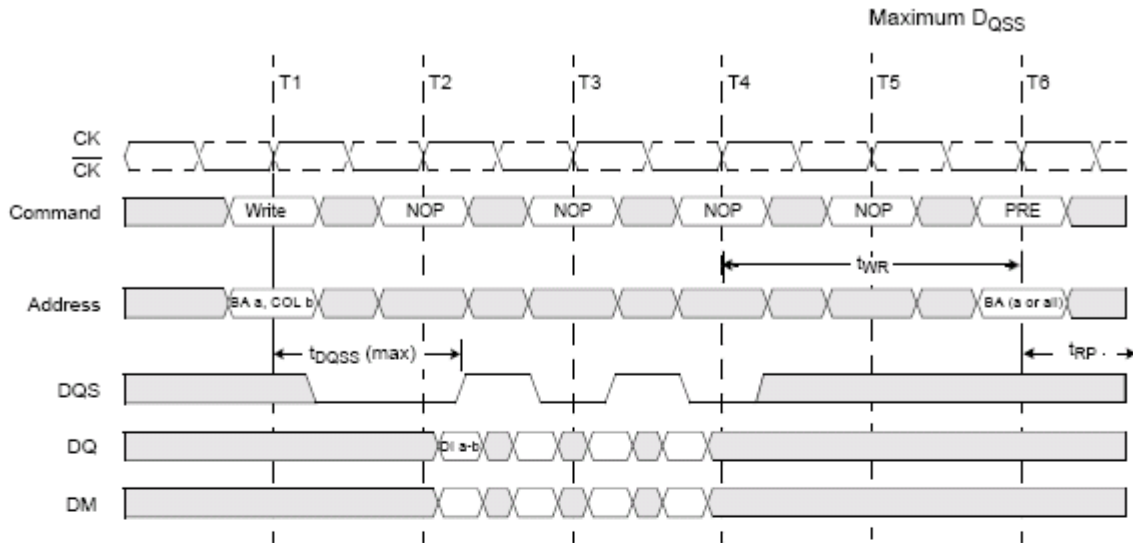 Maximum DQSS
T1 T2 T3 T4 T5 T6
CK
CK
Command Write NOP NOP NOP NOP PRE
tWR
Address BA a, COL b BA (a or all)
tDQSS (max) tRP
DQS
DQ DI a-b
DM